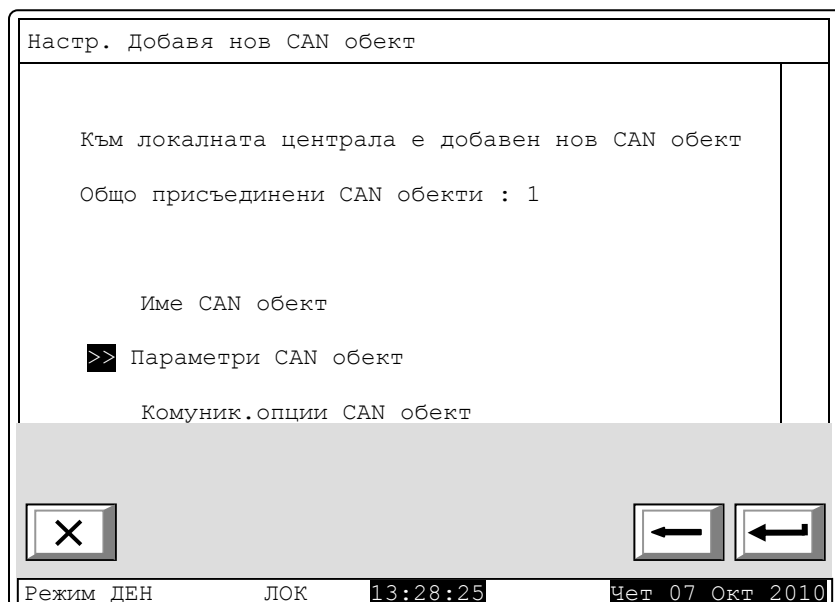 Настр. Добавя нов CAN обект
Към локалната централа е добавен нов CAN обект
Общо присъединени CAN обекти : 1
Име CAN обект
>> Параметри CAN обект
Комуник.опции CAN обект
Режим ДЕН ЛОК 13:28:25 Чет 07 Окт 2010